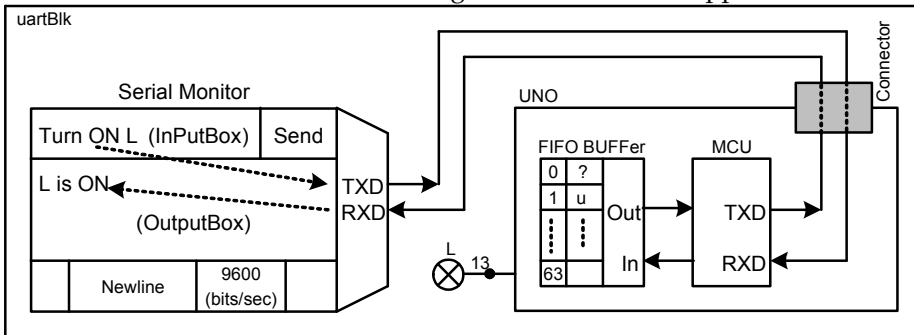 uartBlk
Connector
Serial Monitor
UNO
Turn ON L (InPutBox) Send
FIFO BUFFer MCU
0 ?
L is ON
TXD
1 u
RXD
Out
TXD
(OutputBox)
L
13
In
RXD
63
Newline
9600
(bits/sec)